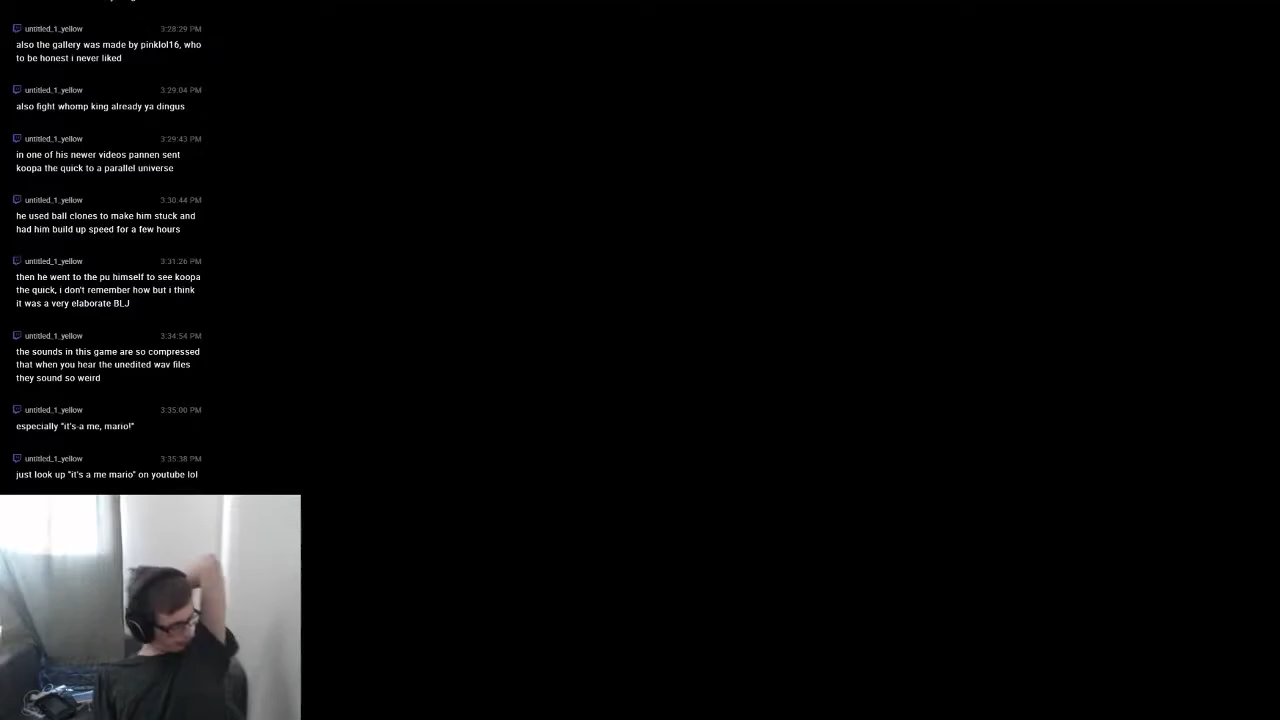 untitled_1_yellow 3:28:29 PM
also the gallery was made by pinklol16, who
to be honest i never liked
untitled_1_yellow 3:29:04 PM
also fight whomp king already ya dingus
untitled_1_yellow 3:29:43 PM
in one of his newer videos pannen sent
koopa the quick to a parallel universe
untitled_1_yellow 3:30:44 PM
he used ball clones to make him stuck and
had him build up speed for a few hours
untitled_1_yellow 3:31:26 PM
then he went to the pu himself to see koopa
the quick, i don't remember how but i think
it was a very elaborate BLJ
untitled_1_yellow 3:34:54 PM
the sounds in this game are so compressed
that when you hear the unedited wav files
they sound so weird
untitled_1_yellow 3:35:00 PM
especially "it's-a me, mario!"
untitled_1_yellow 3:35:38 PM
just look up "it's a me mario" on youtube lol